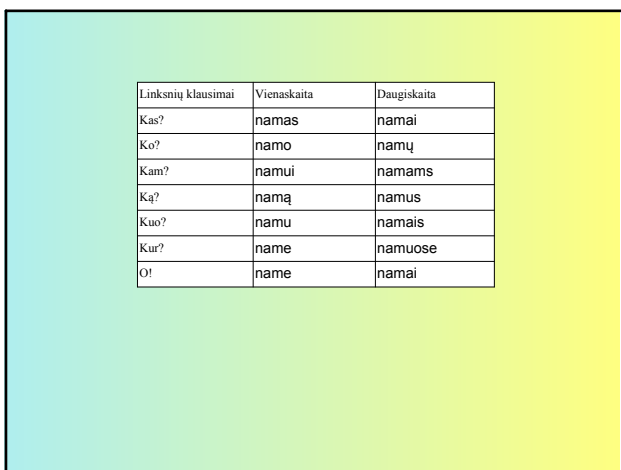 Linksnių klausimai Vienaskaita Daugiskaita
Kas? namas namai
Ko? namo namų
Kam? namui namams
Ką? namą namus
Kuo? namu namais
Kur? name namuose
O! name namai